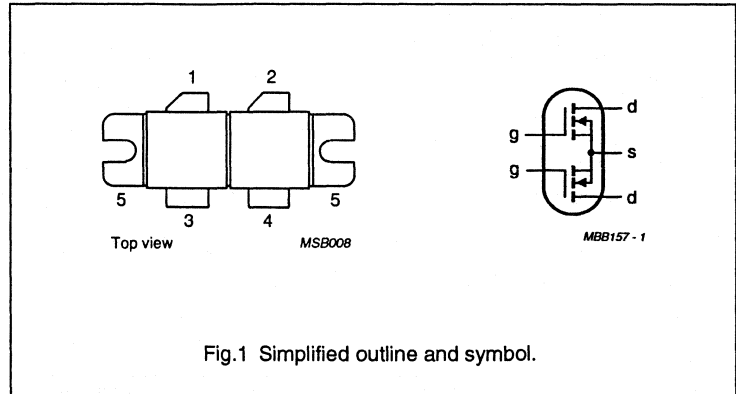 1 2
d
g
s
g
5 5
d
3 4
Top view MSB008
MBB157 - 1
Fig.1 Simplified outline and symbol.